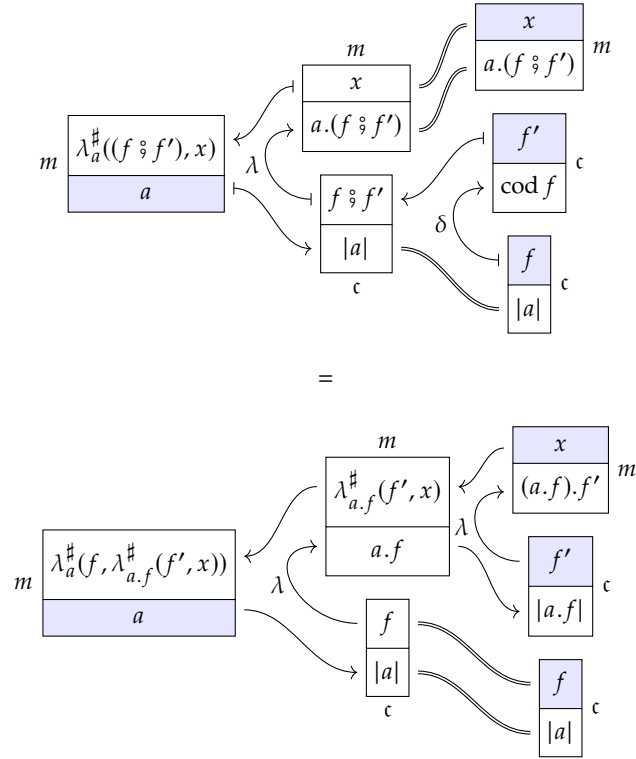 x
m
x
a.(f ⨟ f′)
m
a.(f ⨟ f′)
λ♯a((f ⨟ f′), x)
f′
m
λ
c
a
f ⨟ f′
cod f
δ
|a|
f
c
c
|a|
=
m
x
λ♯a.f(f′, x)
(a.f).f′
m
λ
λ♯a(f, λ♯a.f(f′, x))
a.f
f′
m
λ
c
a
f
|a.f|
|a|
f
c
c
|a|